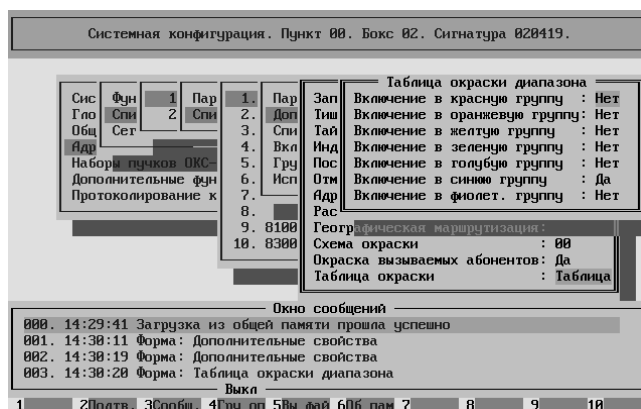 Системная конфигурация. Пункт 00. Бокс 02. Сигнатура 020419.
Таблица окраски диапазона
Включение в красную группу : Нет
Включение в оранжевую группу: Нет
Включение в желтую группу : Нет
Включение в зеленую группу : Нет
Включение в голубую группу : Нет
Включение в синюю группу : Да
Включение в фиолет. группу : Нет
Сис Фун 1 Пар 1. Пар Зап
Гло Спи 2 Спи 2. Доп Тиш
Общ Сег 3. Спи Тай
Адр 4. Вкл Инд
Наборы пучков ОКС- 5. Гру Пос
Дополнительные фун 6. Исп Отм
Протоколирование к 7. Адр
8. Рас
9. 8100 Географическая маршрутизация:
10. 8300 Схема окраски : 00
Окраска вызываемых абонентов: Да
Таблица окраски : Таблица
Окно сообщений
000. 14:29:41 Загрузка из общей памяти прошла успешно
001. 14:30:11 Форма: Дополнительные свойства
002. 14:30:19 Форма: Дополнительные свойства
003. 14:30:20 Форма: Таблица окраски диапазона
Выкл
1 2Подтв. 3Сообщ. 4Гру оп 5Вы фай 6Об пам 7 8 9 10